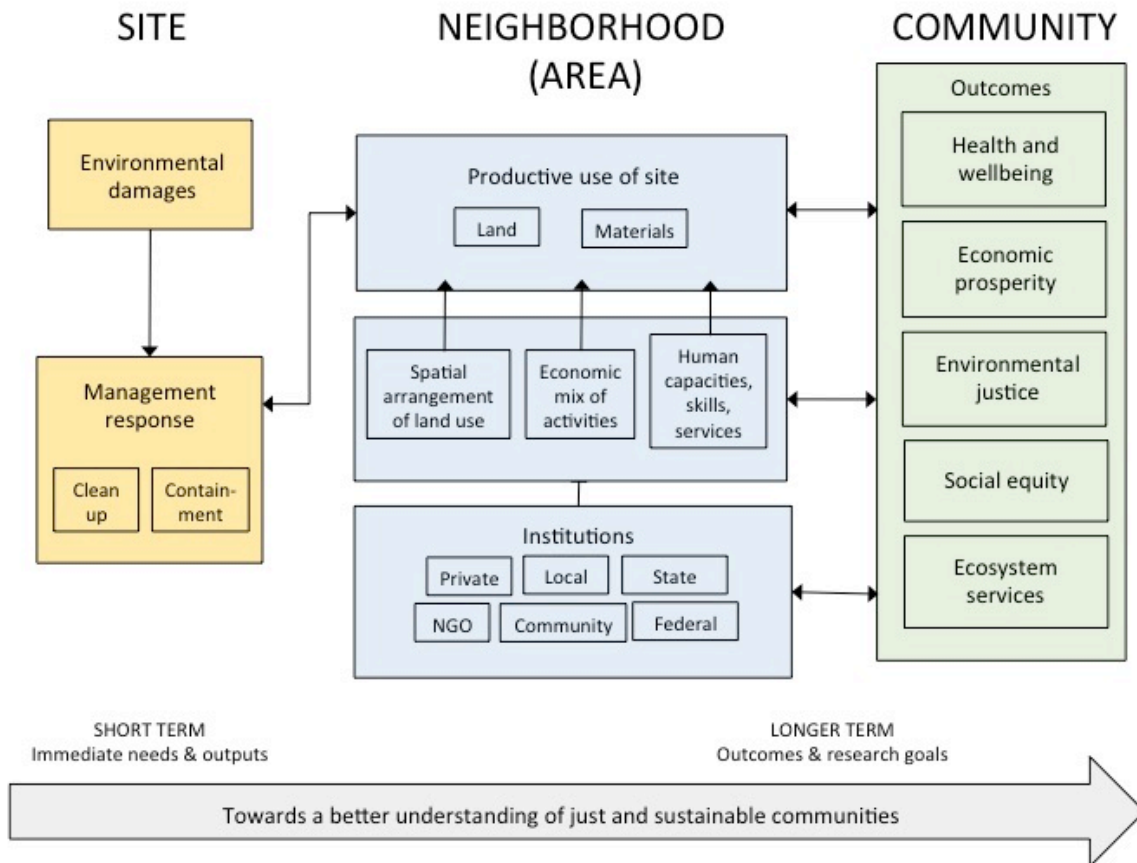 SITE
NEIGHBORHOOD
(AREA)
COMMUNITY
Environmental
damages
Management
response
Clean
up
Contain-
ment
Productive use of site
Land
Materials
Spatial
arrangement
of land use
Economic
mix of
activities
Human
capacities,
skills,
services
Institutions
Private
Local
State
NGO
Community
Federal
Outcomes
Health and
wellbeing
Economic
prosperity
Environmental
justice
Social equity
Ecosystem
services
SHORT TERM
Immediate needs & outputs
LONGER TERM
Outcomes & research goals
Towards a better understanding of just and sustainable communities